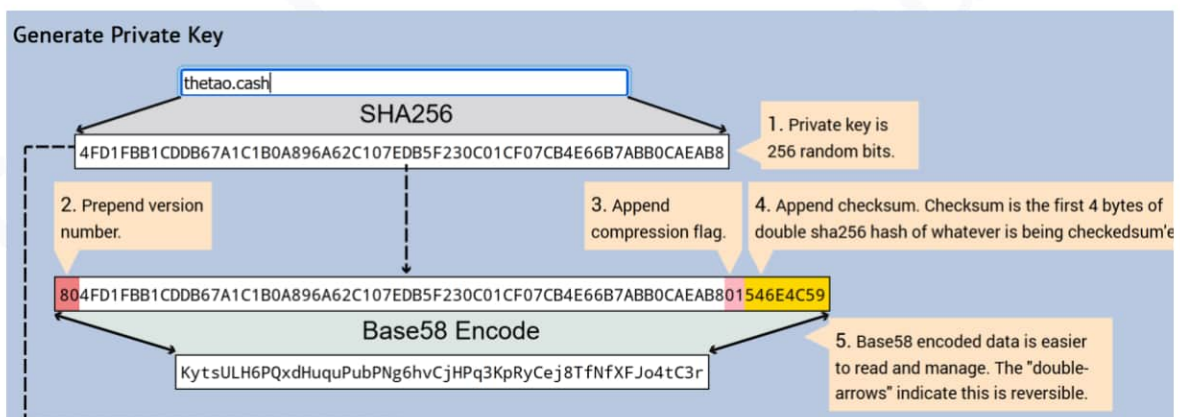 Generate Private Key
thetao.cash
SHA256
1. Private key is
256 random bits.
4FD1FBB1CDDB67A1C1B0A896A62C107EDB5F230C01CF07CB4E66B7ABB0CAEAB8
2. Prepend version
number.
3. Append
compression flag.
4. Append checksum. Checksum is the first 4 bytes of
double sha256 hash of whatever is being checkedsum'e
804FD1FBB1CDDB67A1C1B0A896A62C107EDB5F230C01CF07CB4E66B7ABB0CAEAB801546E4C59
Base58 Encode
5. Base58 encoded data is easier
to read and manage. The "double-
arrows" indicate this is reversible.
KytsULH6PQxdHuquPubPNg6hvCjHPq3KpRyCej8TfNfXFJo4tC3r